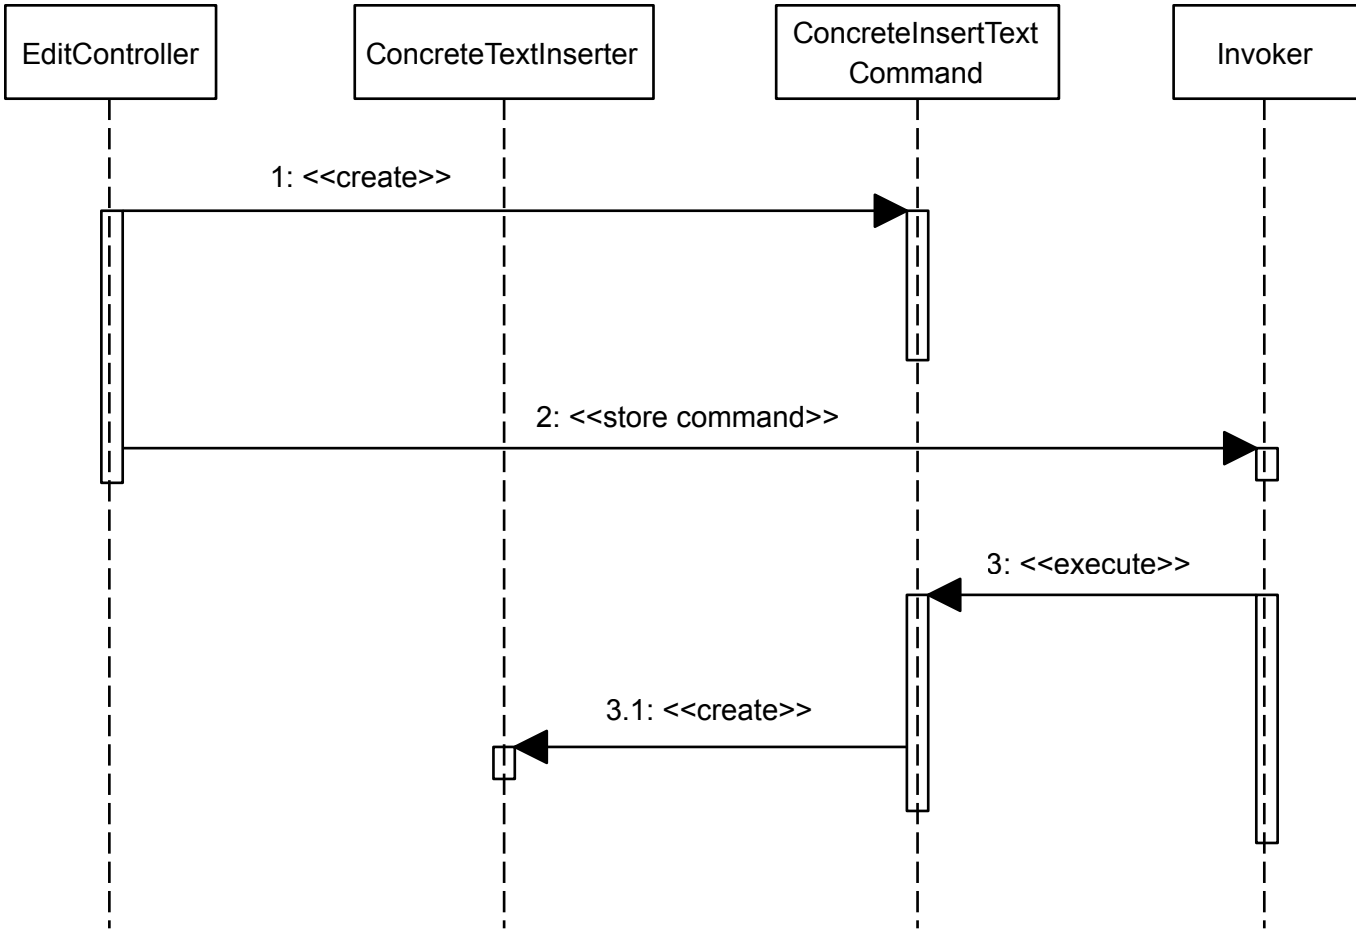 EditController
ConcreteTextInserter
ConcreteInsertText
Command
Invoker
1: <<create>>
2: <<store command>>
3: <<execute>>
3.1: <<create>>